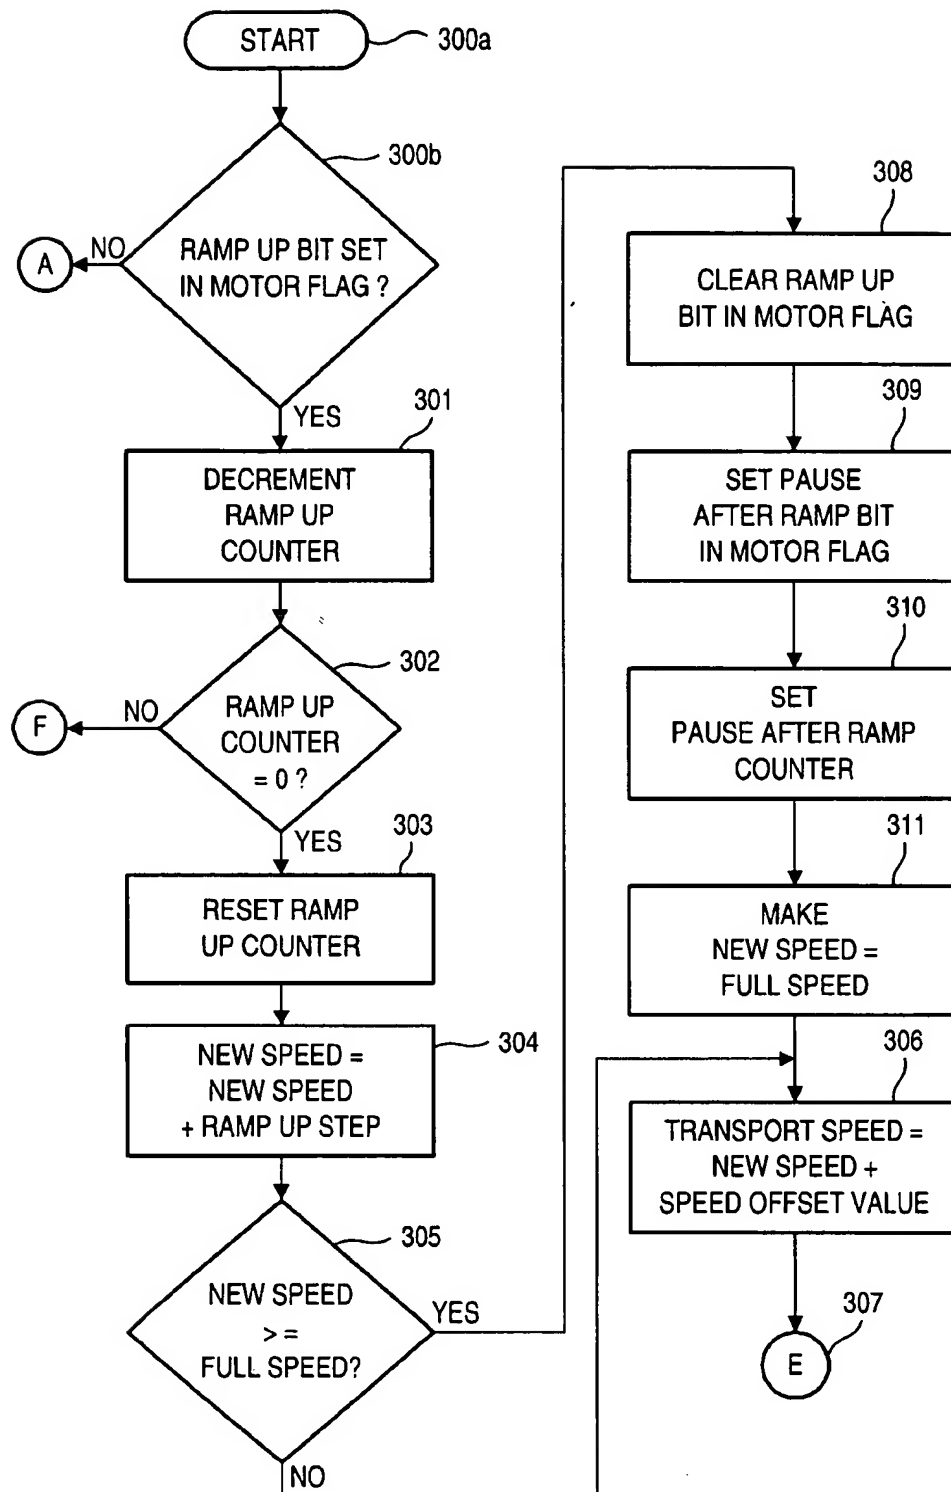 START
300a
300b
RAMP UP BIT SET
IN MOTOR FLAG ?
NO
A
YES
301
DECREMENT
RAMP UP
COUNTER
302
RAMP UP
COUNTER
= 0 ?
NO
F
YES
303
RESET RAMP
UP COUNTER
304
NEW SPEED =
NEW SPEED
+ RAMP UP STEP
305
NEW SPEED
> =
FULL SPEED?
YES
NO
308
CLEAR RAMP UP
BIT IN MOTOR FLAG
309
SET PAUSE
AFTER RAMP BIT
IN MOTOR FLAG
310
SET
PAUSE AFTER RAMP
COUNTER
311
MAKE
NEW SPEED =
FULL SPEED
306
TRANSPORT SPEED =
NEW SPEED +
SPEED OFFSET VALUE
307
E